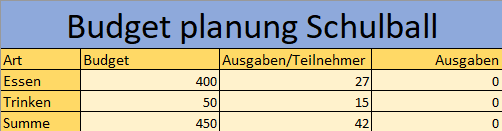 Budget planung Schulball
Art Budget Ausgaben/Teilnehmer Ausgaben
Essen 400 27 0
Trinken 50 15 0
Summe 450 42 0